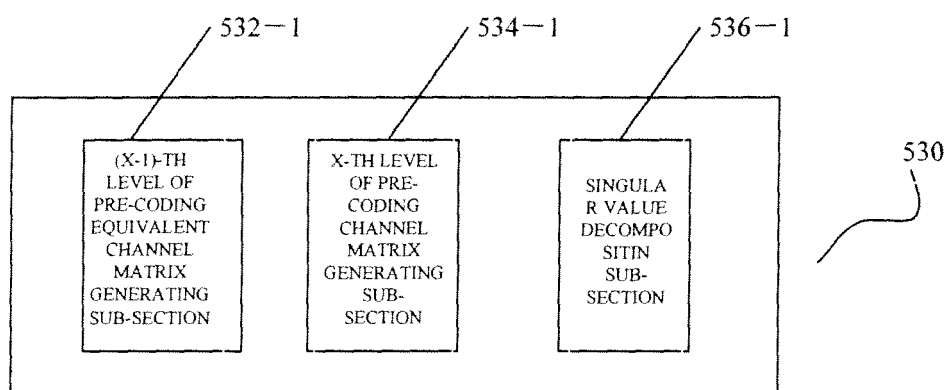 532-1
534-1
536-1
530
(X-1)-TH
LEVEL OF
PRE-CODING
EQUIVALENT
CHANNEL
MATRIX
GENERATING
SUB-SECTION
X-TH LEVEL
OF PRE-
CODING
CHANNEL
MATRIX
GENERATING
SUB-
SECTION
SINGULA
R VALUE
DECOMPO
SITIN
SUB-
SECTION